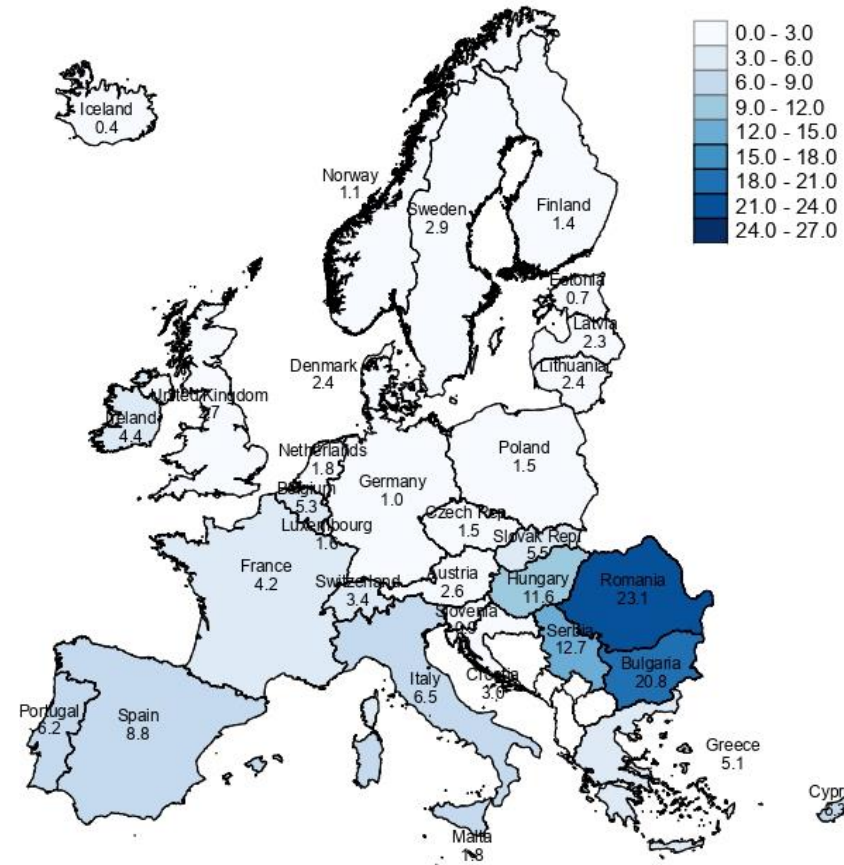 0.0 - 3.0
3.0 - 6.0
6.0 - 9.0
9.0 - 12.0
12.0 - 15.0
15.0 - 18.0
18.0 - 21.0
21.0 - 24.0
24.0 - 27.0
Iceland
0.4
Norway
1.1
Sweden
2.9
Finland
1.4
Estonia
0.7
Latvia
2.3
Lithuania
2.4
Denmark
2.4
United Kingdom
Ireland
4.4
Netherlands
1.8
Belgium
5.3
Luxembourg
1.6
Germany
1.0
Poland
1.5
Czech Rep.
1.5
Slovak Rep.
5.5
France
4.2
Switzerland
3.4
Austria
2.6
Hungary
11.6
Romania
23.1
Slovenia
Serbia
12.7
Bulgaria
20.8
Croatia
3.0
Italy
6.5
Portugal
6.2
Spain
8.8
Greece
5.1
Cypr
Malta
1.8